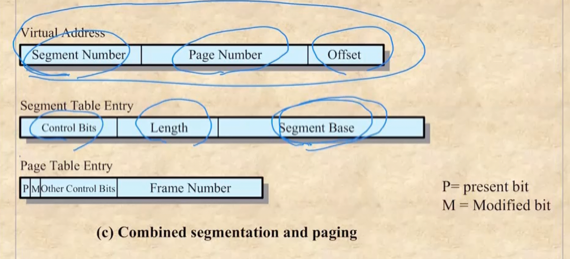 Virtual Address
Segment Number Page Number Offset
Segment Table Entry
Control Bits Length Segment Base
Page Table Entry
P M Other Control Bits Frame Number
P= present bit
M = Modified bit
(c) Combined segmentation and paging